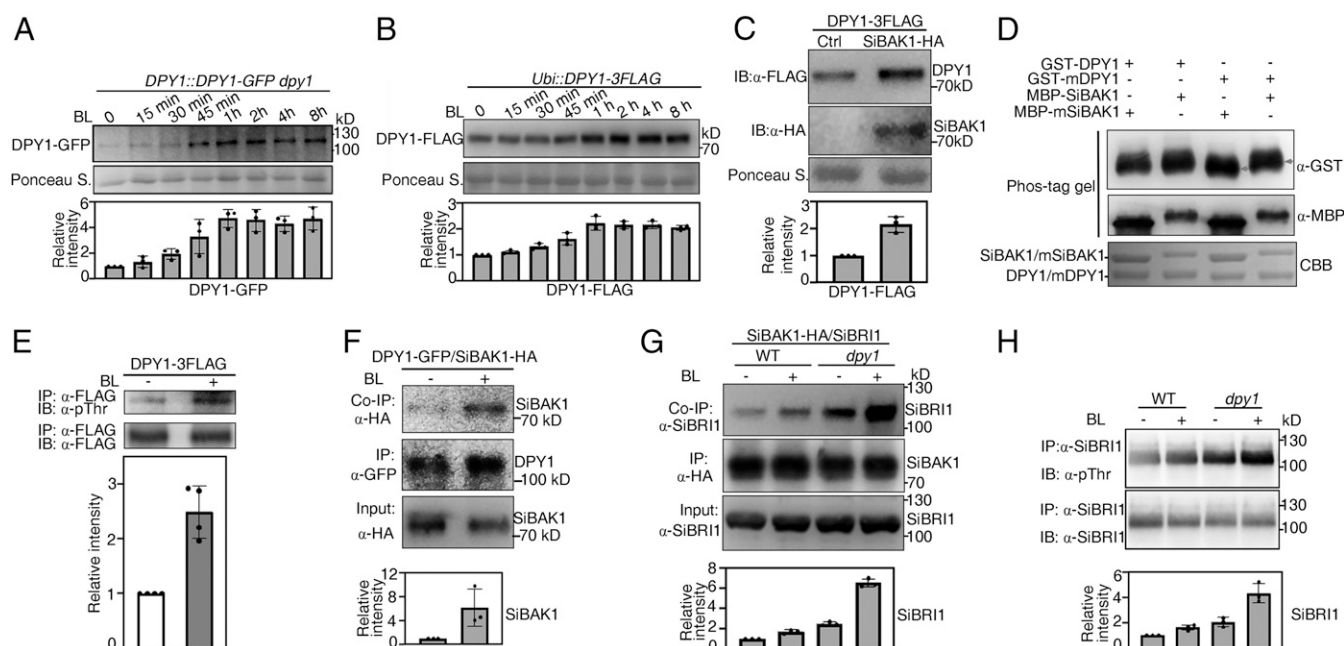 A
DPY1::DPY1-GFP dpy1
BL 0 15 min 30 min 45 min 1h 2h 4h 8h kD
DPY1-GFP 130
100
Ponceau S.
Relative intensity
6
4
2
0
DPY1-GFP
B
Ubi::DPY1-3FLAG
BL 0 15 min 30 min 45 min 1 h 2 h 4 h 8 h
DPY1-FLAG kD
70
Ponceau S.
Relative intensity
3
2
1
0
DPY1-FLAG
C
DPY1-3FLAG
Ctrl SiBAK1-HA
IB:α-FLAG DPY1
70kD
IB:α-HA SiBAK1
70kD
Ponceau S.
Relative intensity
3
2
1
0
DPY1-FLAG
D
GST-DPY1 + + - -
GST-mDPY1 - - + +
MBP-SiBAK1 - + - +
MBP-mSiBAK1 + - + -
Phos-tag gel
α-GST
α-MBP
SiBAK1/mSiBAK1
DPY1/mDPY1
CBB
E
DPY1-3FLAG
BL - +
IP: α-FLAG
IB: α-pThr
IP: α-FLAG
IB: α-FLAG
Relative intensity
3
2
1
0
F
DPY1-GFP/SiBAK1-HA
BL - +
Co-IP: α-HA SiBAK1
70 kD
IP: α-GFP DPY1
100 kD
Input: α-HA SiBAK1
70 kD
Relative intensity
12
8
4
0
SiBAK1
G
SiBAK1-HA/SiBRI1
WT dpy1
BL - + - + kD
130
Co-IP: α-SiBRI1 SiBRI1
100
IP: α-HA SiBAK1
70
130
Input: α-SiBRI1 SiBRI1
100
Relative intensity
8
6
4
2
0
SiBRI1
H
WT dpy1
BL - + - + kD
IP:α-SiBRI1 130
IB: α-pThr 100
IP: α-SiBRI1 130
IB: α-SiBRI1 100
Relative intensity
6
4
2
0
SiBRI1